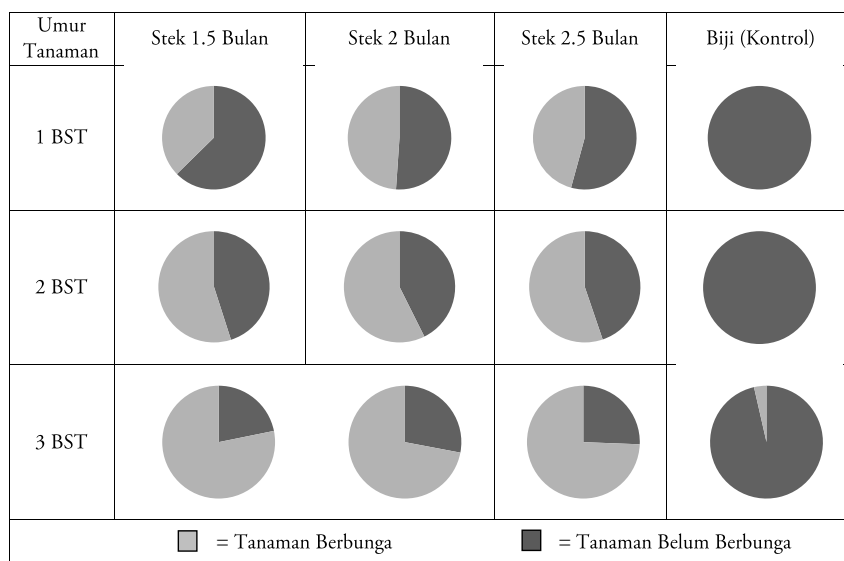 Umur
Tanaman
Stek 1.5 Bulan
Stek 2 Bulan
Stek 2.5 Bulan
Biji (Kontrol)
1 BST
2 BST
3 BST
= Tanaman Berbunga
= Tanaman Belum Berbunga